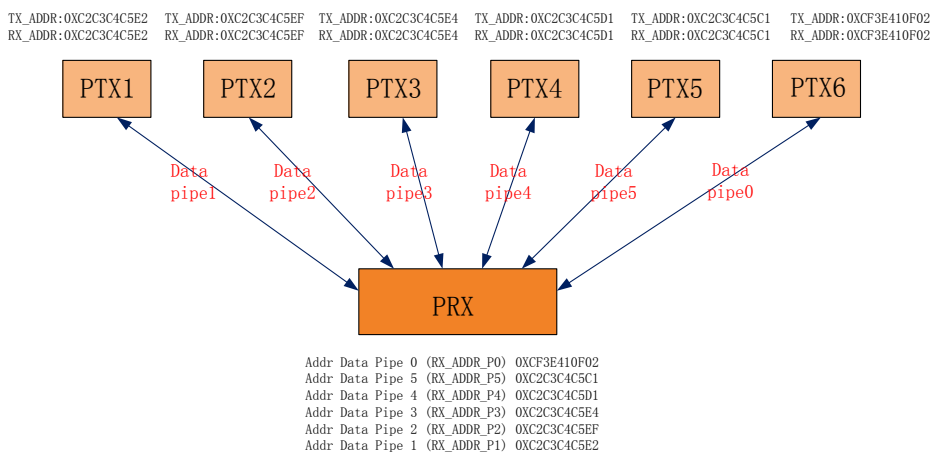 TX_ADDR:0XC2C3C4C5E2 TX_ADDR:0XC2C3C4C5EF TX_ADDR:0XC2C3C4C5E4 TX_ADDR:0XC2C3C4C5D1 TX_ADDR:0XC2C3C4C5C1 TX_ADDR:0XCF3E410F02
RX_ADDR:0XC2C3C4C5E2 RX_ADDR:0XC2C3C4C5EF RX_ADDR:0XC2C3C4C5E4 RX_ADDR:0XC2C3C4C5D1 RX_ADDR:0XC2C3C4C5C1 RX_ADDR:0XCF3E410F02
PTX1 PTX2 PTX3 PTX4 PTX5 PTX6
Data Data Data Data Data Data
pipe1 pipe2 pipe3 pipe4 pipe5 pipe0
PRX
Addr Data Pipe 0 (RX_ADDR_P0) 0XCF3E410F02
Addr Data Pipe 5 (RX_ADDR_P5) 0XC2C3C4C5C1
Addr Data Pipe 4 (RX_ADDR_P4) 0XC2C3C4C5D1
Addr Data Pipe 3 (RX_ADDR_P3) 0XC2C3C4C5E4
Addr Data Pipe 2 (RX_ADDR_P2) 0XC2C3C4C5EF
Addr Data Pipe 1 (RX_ADDR_P1) 0XC2C3C4C5E2